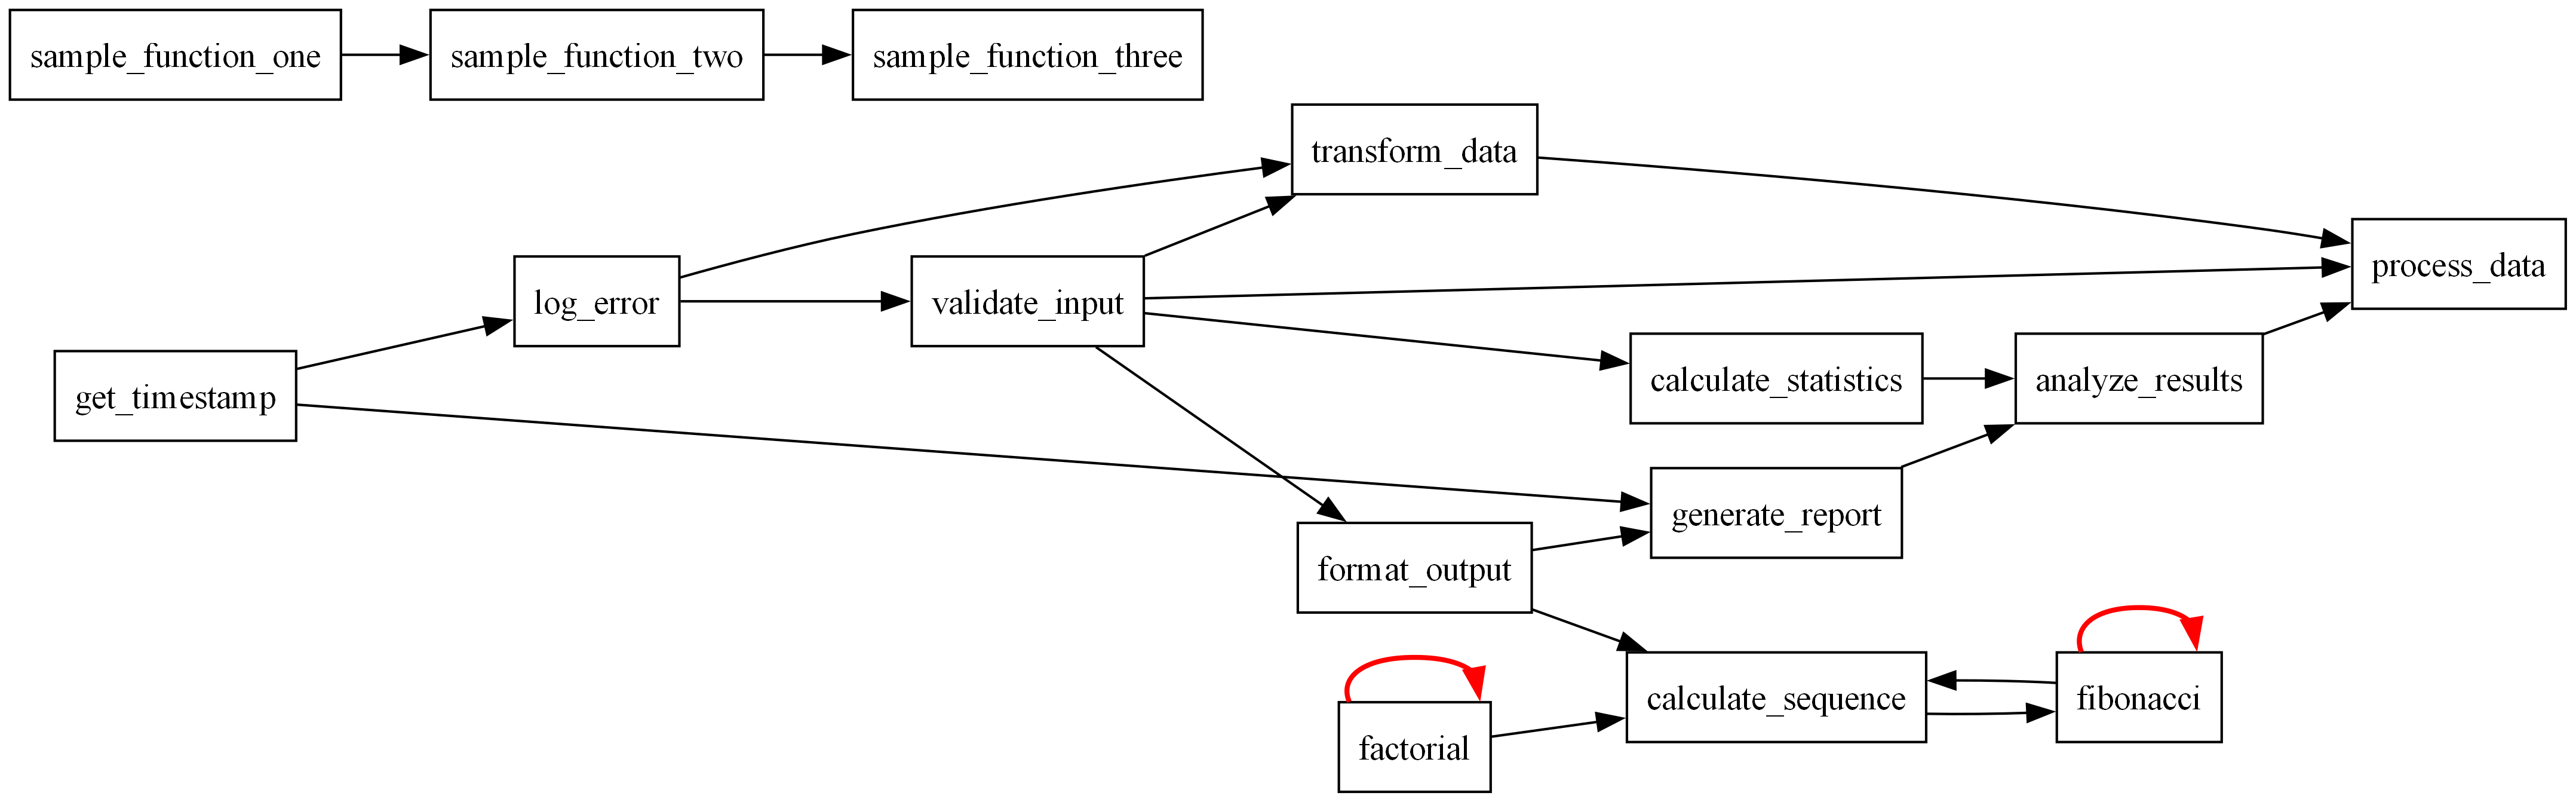 sample_function_one
sample_function_two
sample_function_three
transform_data
process_data
log_error
validate_input
get_timestamp
calculate_statistics
analyze_results
generate_report
format_output
calculate_sequence
fibonacci
factorial